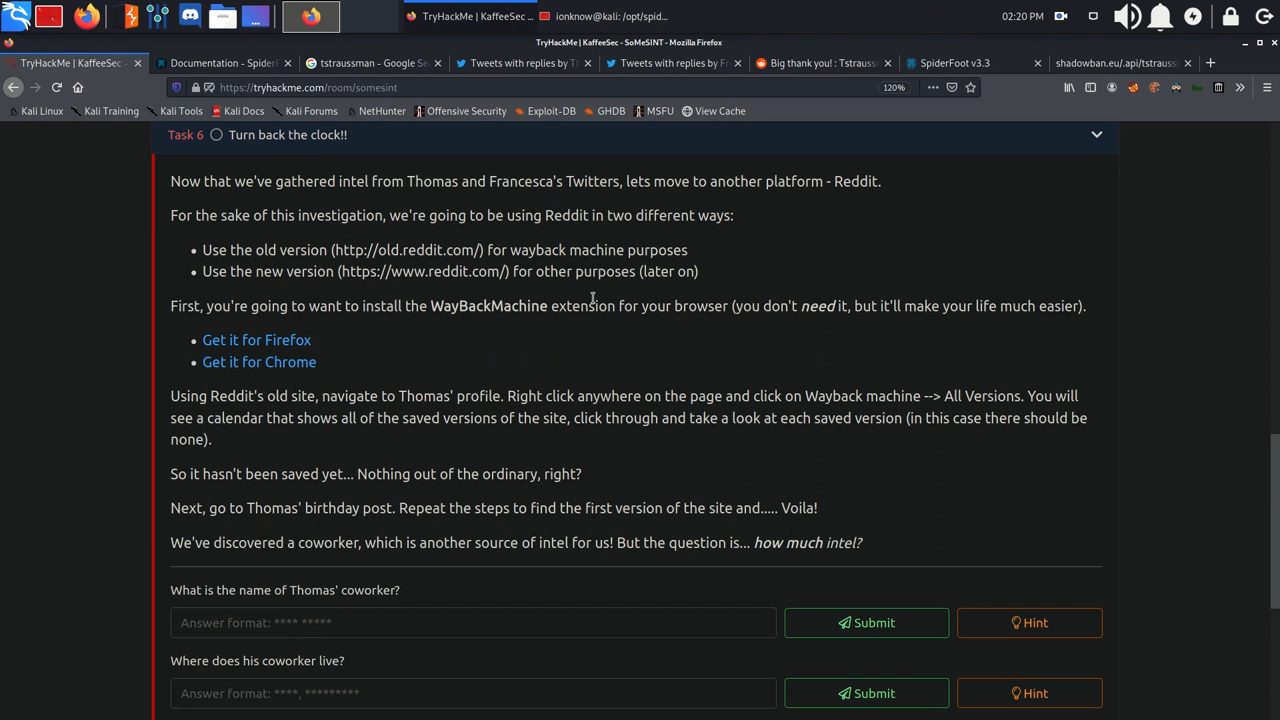 TryHackMe | KaffeeSec ...
ionknow@kali: /opt/spid...
02:20 PM
TryHackMe | KaffeeSec - SoMeSINT - Mozilla Firefox
TryHackMe | KaffeeSec -
Documentation - SpiderF
tstraussman - Google Se
Tweets with replies by Th
Tweets with replies by Fr
Big thank you! : Tstrauss
SpiderFoot v3.3
shadowban.eu/.api/tstraus
https://tryhackme.com/room/somesint
120%
Kali Linux
Kali Training
Kali Tools
Kali Docs
Kali Forums
NetHunter
Offensive Security
Exploit-DB
GHDB
MSFU
View Cache
Task 6 Turn back the clock!!
Now that we've gathered intel from Thomas and Francesca's Twitters, lets move to another platform - Reddit.
For the sake of this investigation, we're going to be using Reddit in two different ways:
• Use the old version (http://old.reddit.com/) for wayback machine purposes
• Use the new version (https://www.reddit.com/) for other purposes (later on)
First, you're going to want to install the WayBackMachine extension for your browser (you don't need it, but it'll make your life much easier).
• Get it for Firefox
• Get it for Chrome
Using Reddit's old site, navigate to Thomas' profile. Right click anywhere on the page and click on Wayback machine --> All Versions. You will
see a calendar that shows all of the saved versions of the site, click through and take a look at each saved version (in this case there should be
none).
So it hasn't been saved yet... Nothing out of the ordinary, right?
Next, go to Thomas' birthday post. Repeat the steps to find the first version of the site and..... Voila!
We've discovered a coworker, which is another source of intel for us! But the question is... how much intel?
What is the name of Thomas' coworker?
Answer format: **** *****
Submit
Hint
Where does his coworker live?
Answer format: ****, *********
Submit
Hint